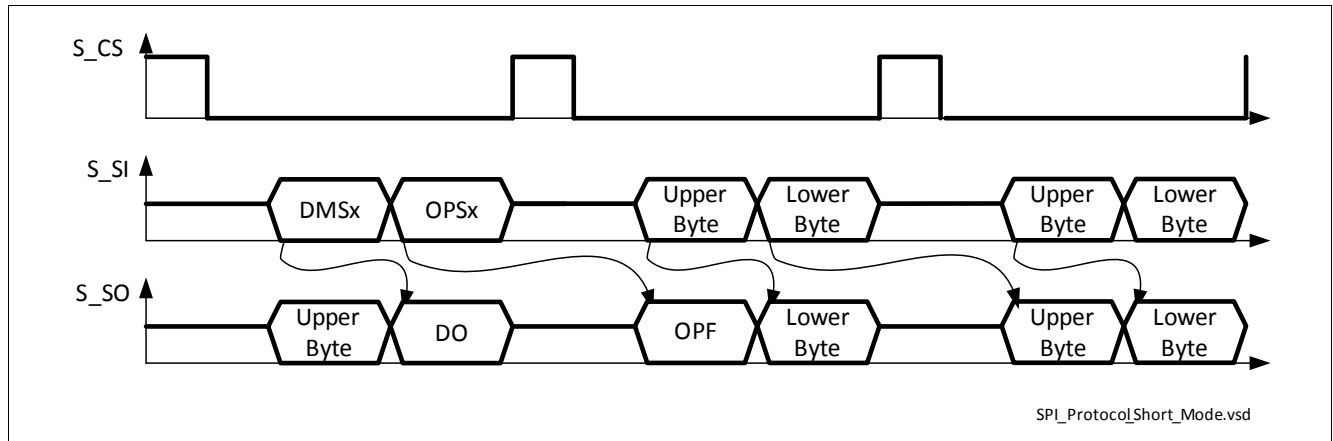 S_CS
S_SI
DMSx
OPSx
Upper
Byte
Lower
Byte
Upper
Byte
Lower
Byte
S_SO
Upper
Byte
DO
OPF
Lower
Byte
Upper
Byte
Lower
Byte
SPI_Protocol_Short_Mode.vsd